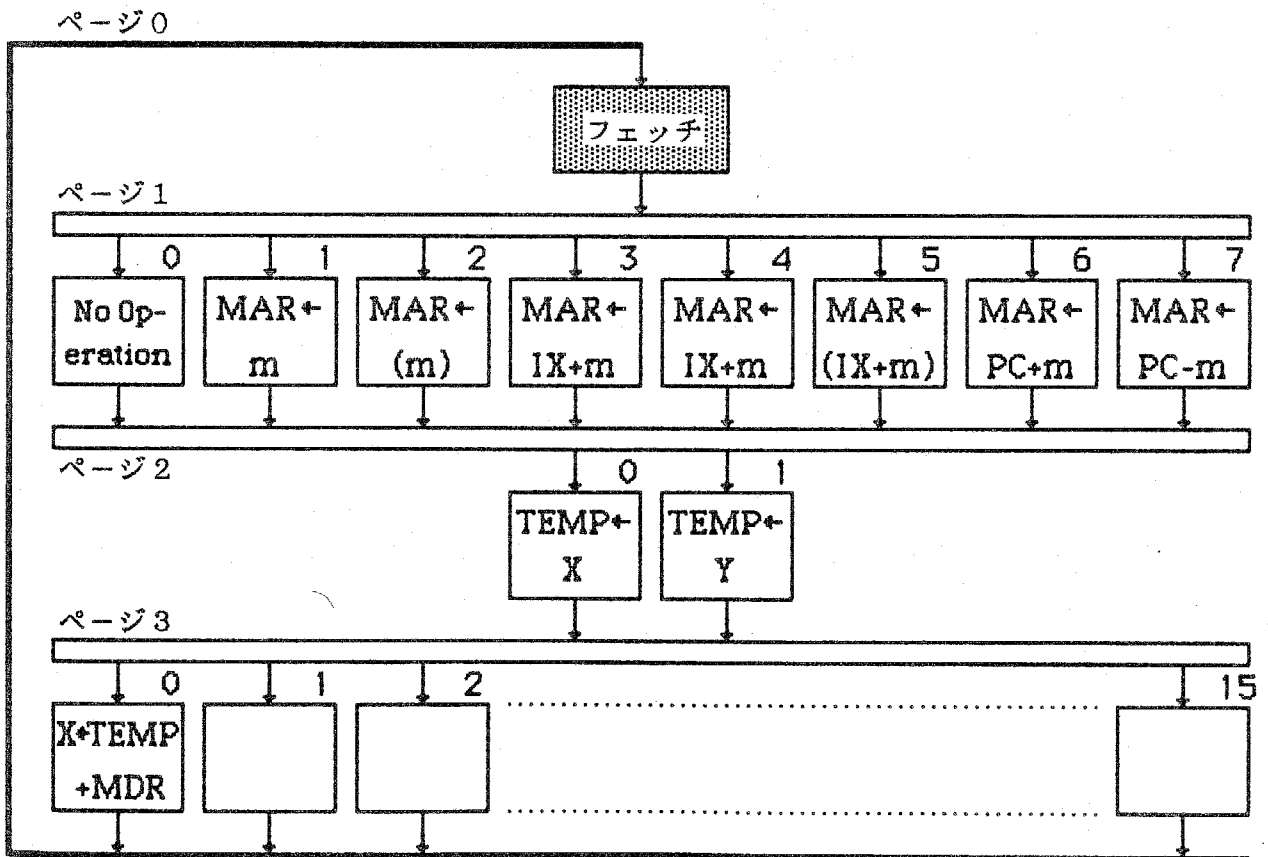 ページ0
フェッチ
ページ1
0 1 2 3 4 5 6 7
No Op- MAR← MAR← MAR← MAR← MAR← MAR← MAR←
eration m (m) IX+m IX+m (IX+m) PC+m PC-m
ページ2
0 1
TEMP← TEMP←
X Y
ページ3
0 1 2 15
X←TEMP
+MDR